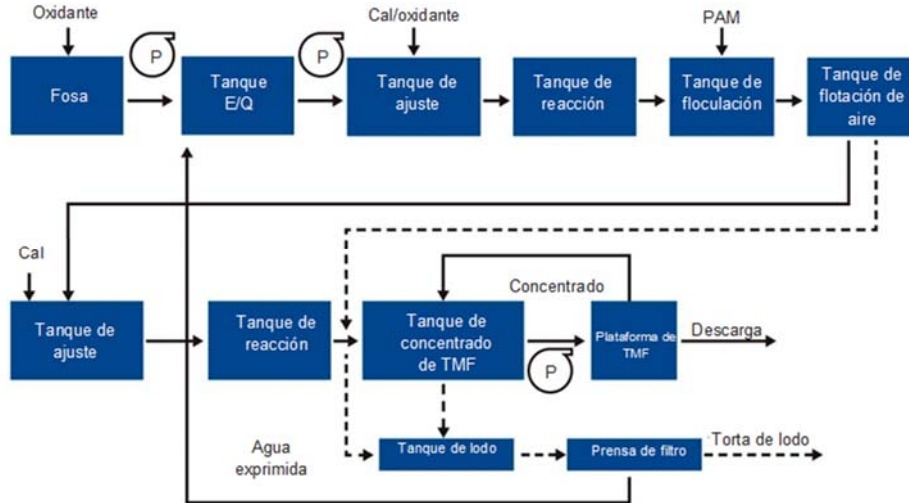 Oxidante
Cal/oxidante
PAM
P
P
Fosa
Tanque
E/Q
Tanque de
ajuste
Tanque de
reacción
Tanque de
floculación
Tanque de
flotación de
aire
Cal
Concentrado
Tanque de
ajuste
Tanque de
reacción
Tanque de
concentrado
de TMF
P
Plataforma de
TMF
Descarga
Agua
exprimida
Tanque de lodo
Prensa de filtro
Torta de lodo